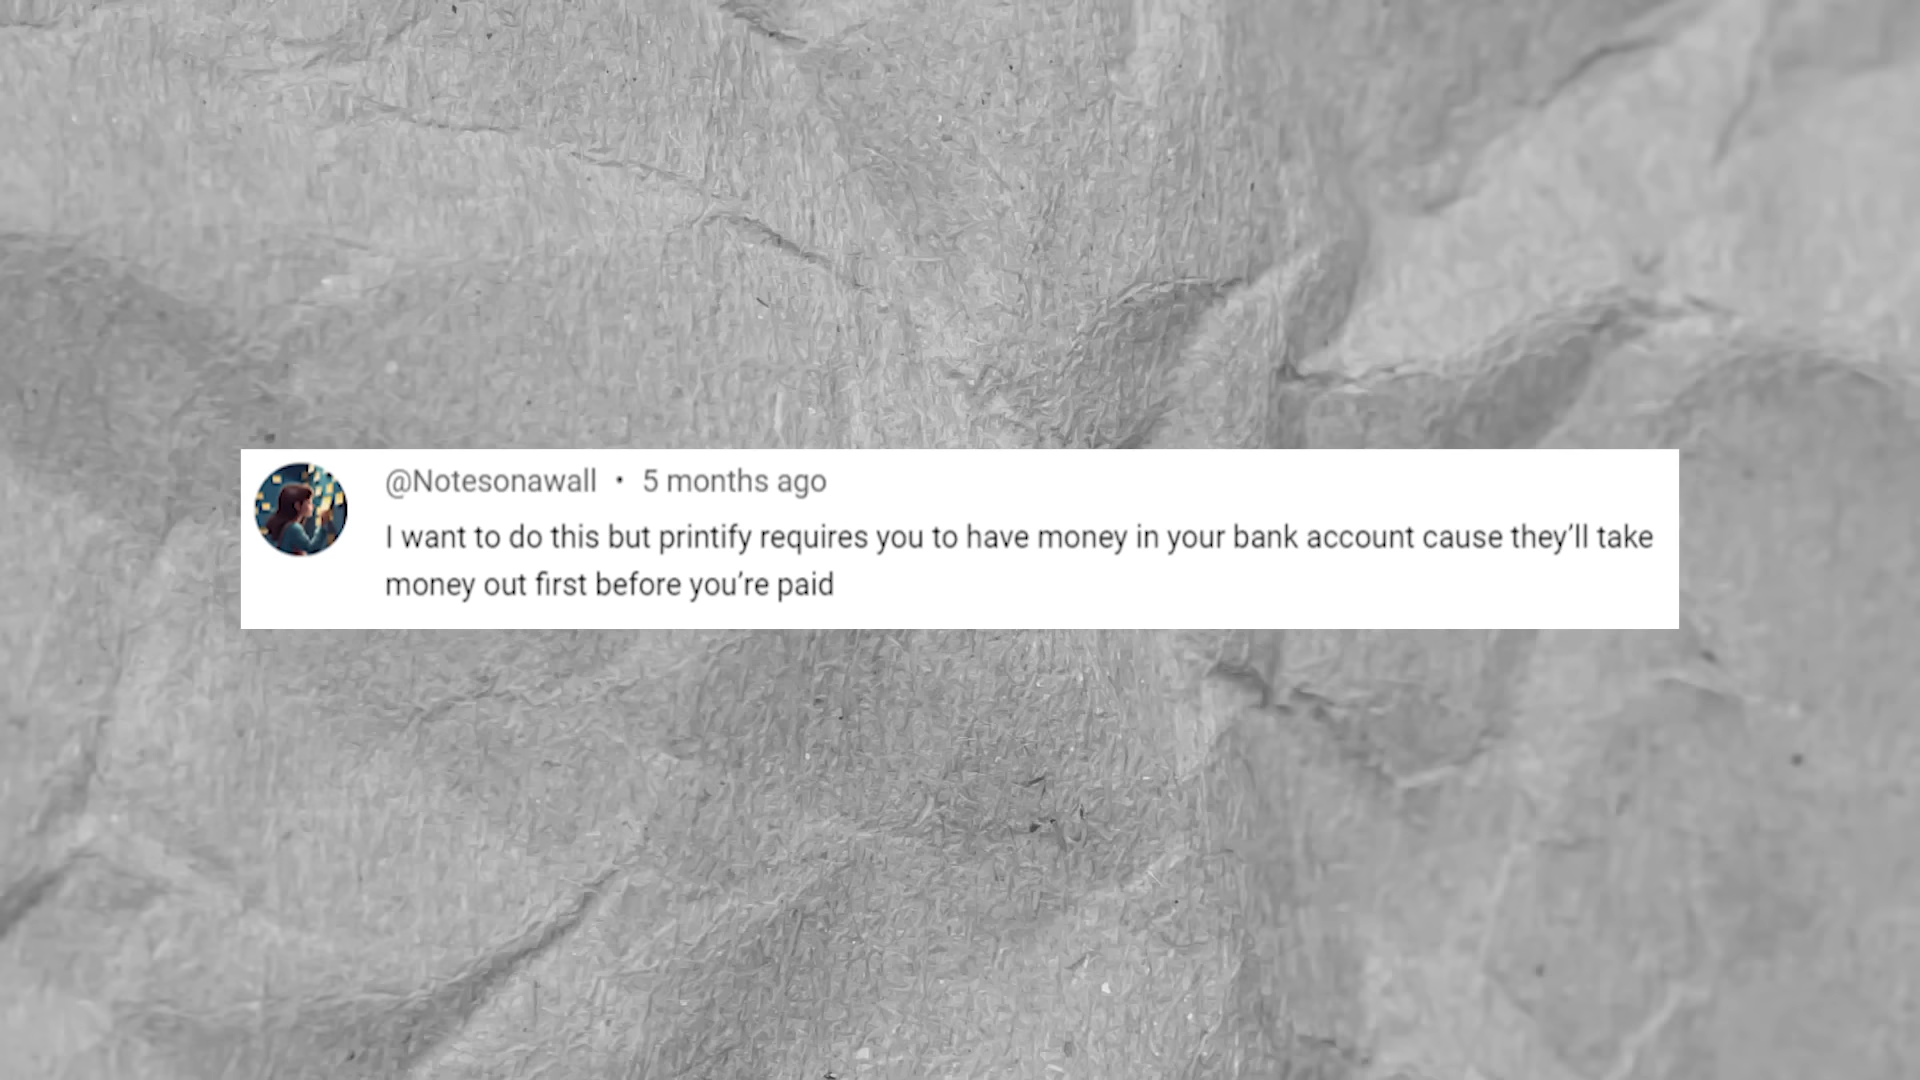 @Notesonawall • 5 months ago
I want to do this but printify requires you to have money in your bank account cause they’ll take
money out first before you’re paid